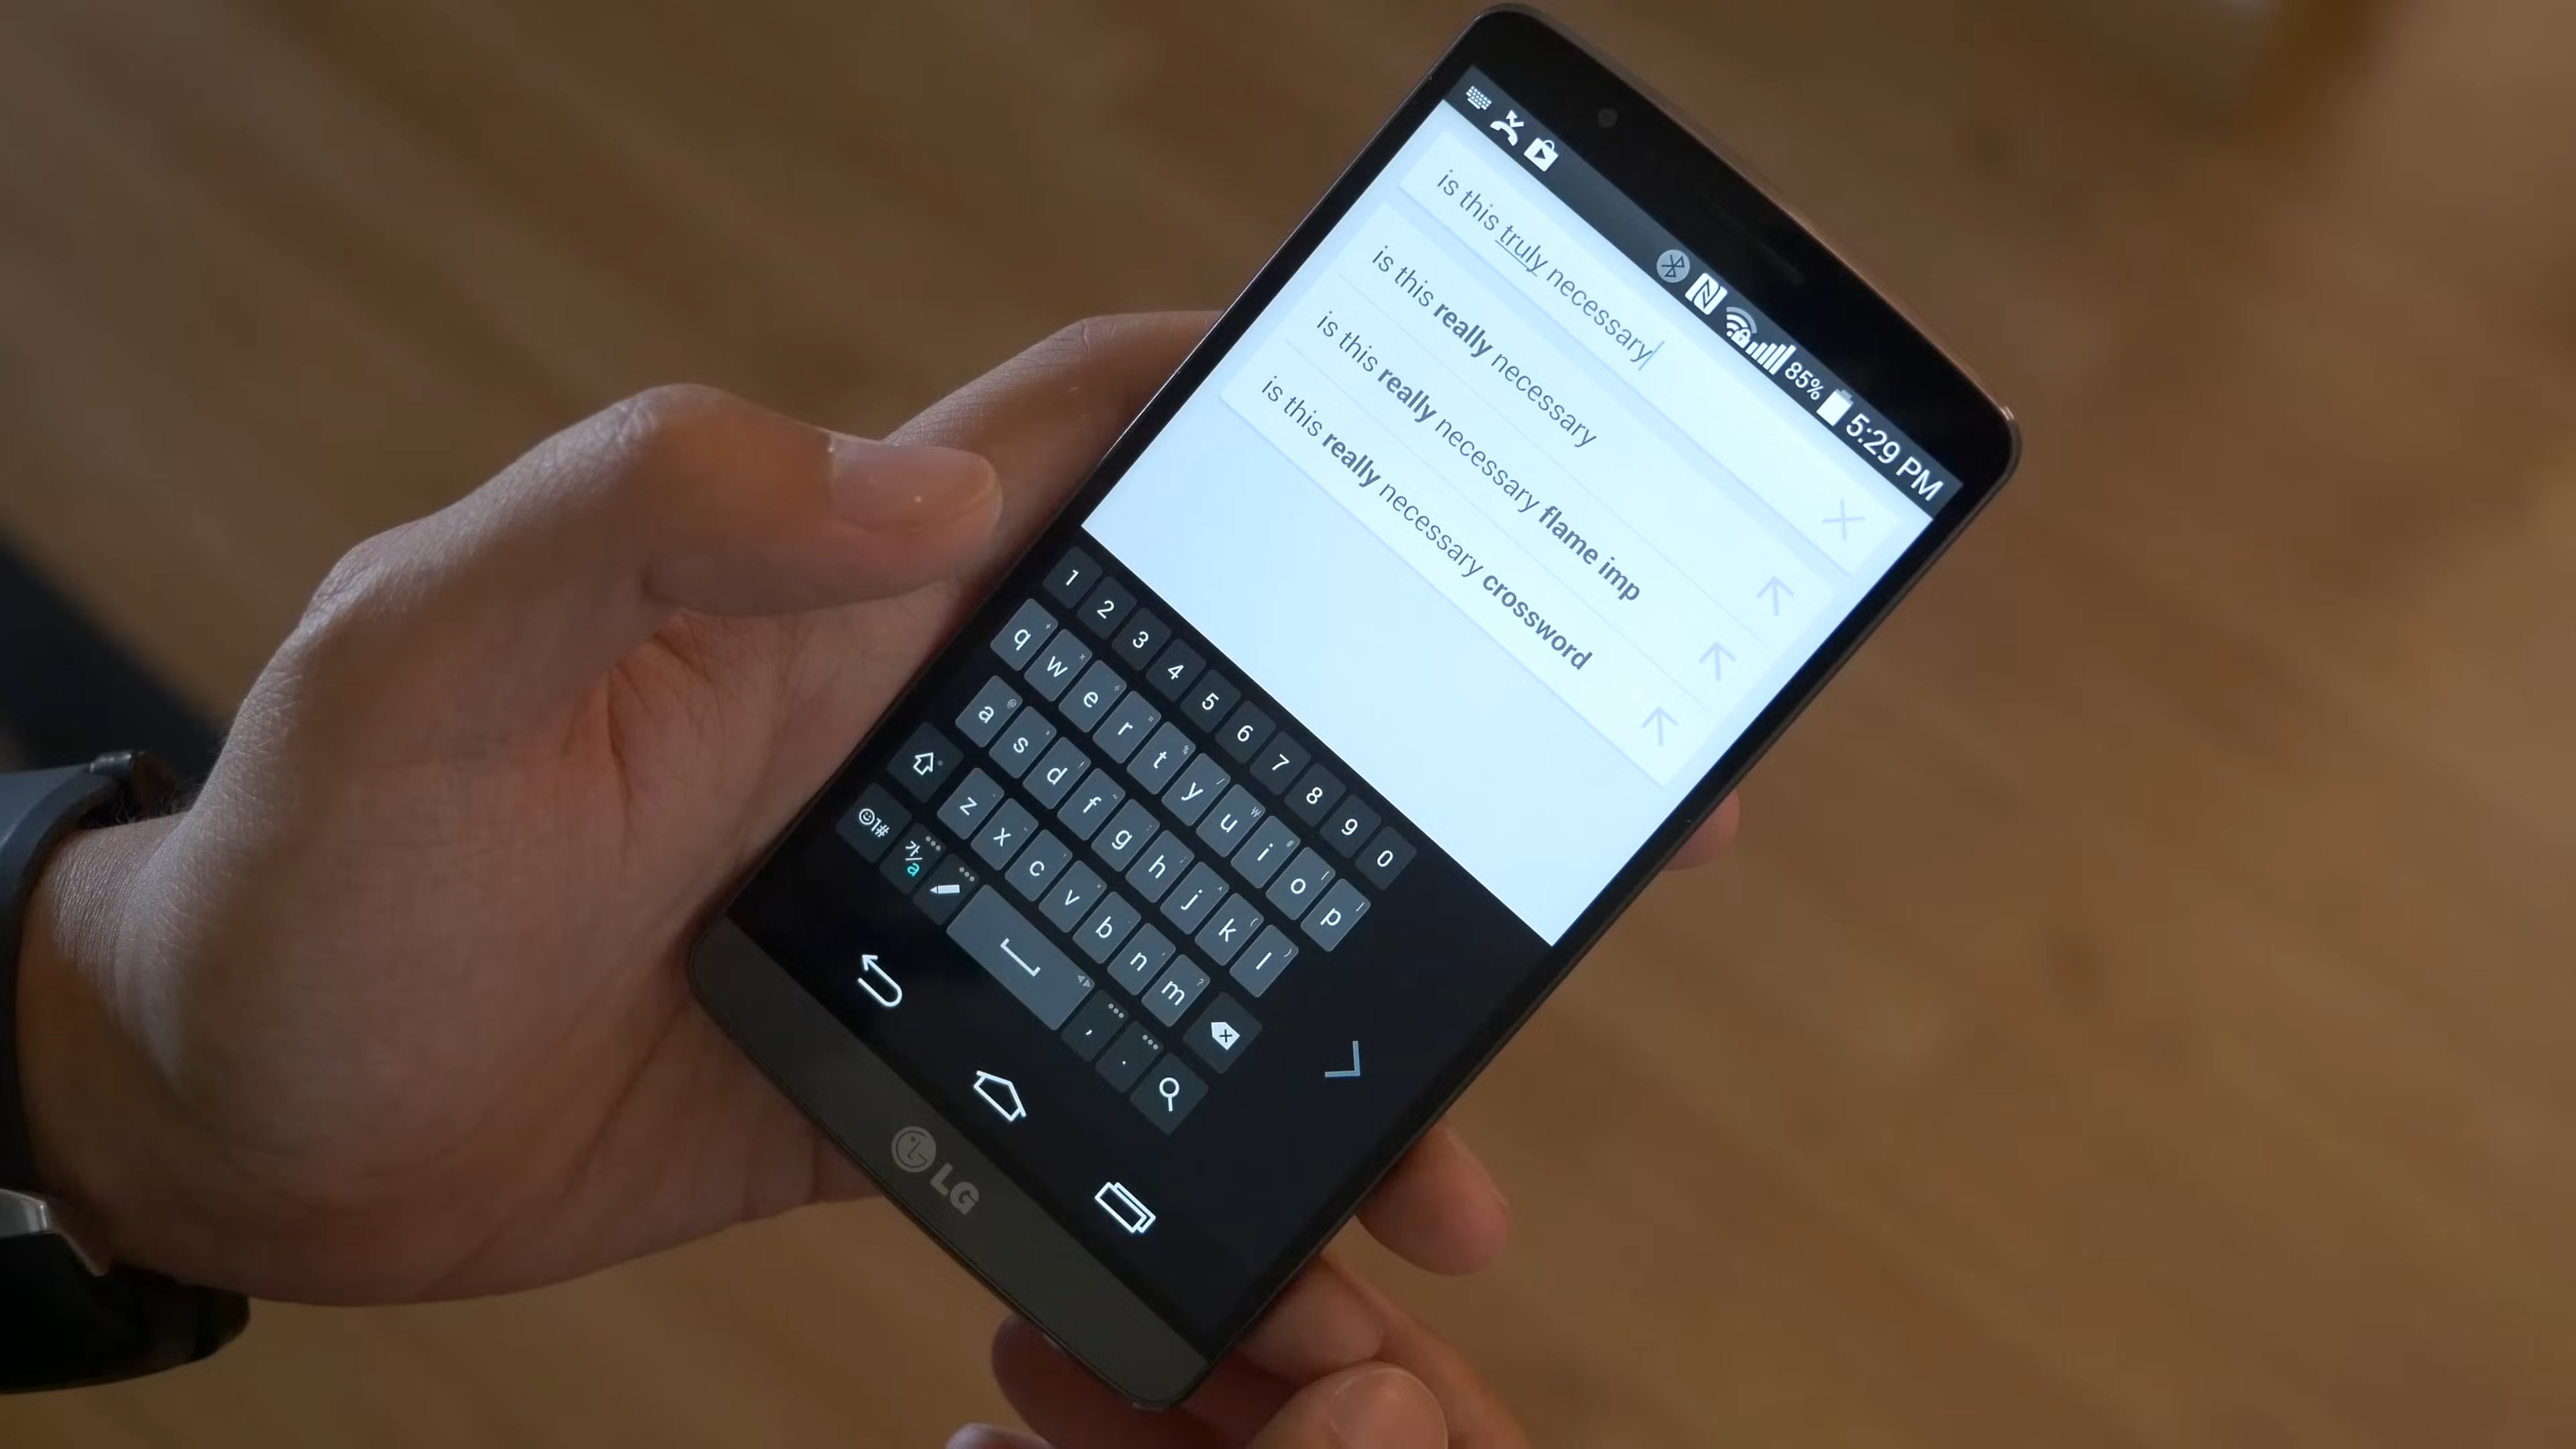 85% 5:29 PM
is this truly necessary
is this really necessary
is this really necessary flame imp
is this really necessary crossword
1 2 3 4 5 6 7 8 9 0
q w e r t y u i o p
a s d f g h j k l
z x c v b n m
!# 가/a , .
LG